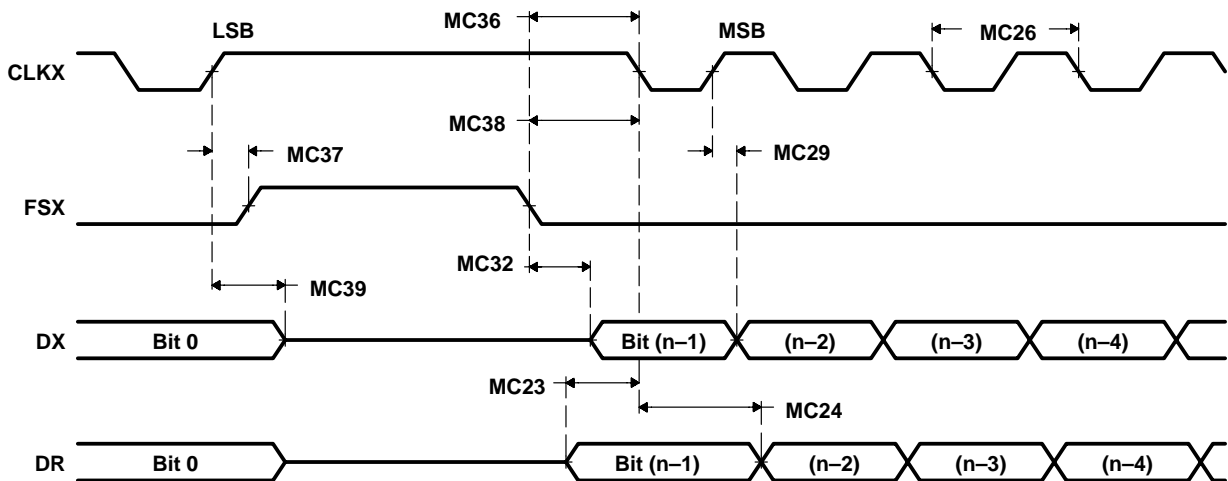 LSB
MC36
MSB
MC26
CLKX
MC38
MC37
MC29
FSX
MC32
MC39
DX
Bit 0
Bit (n–1)
(n–2)
(n–3)
(n–4)
MC23
MC24
DR
Bit 0
Bit (n–1)
(n–2)
(n–3)
(n–4)